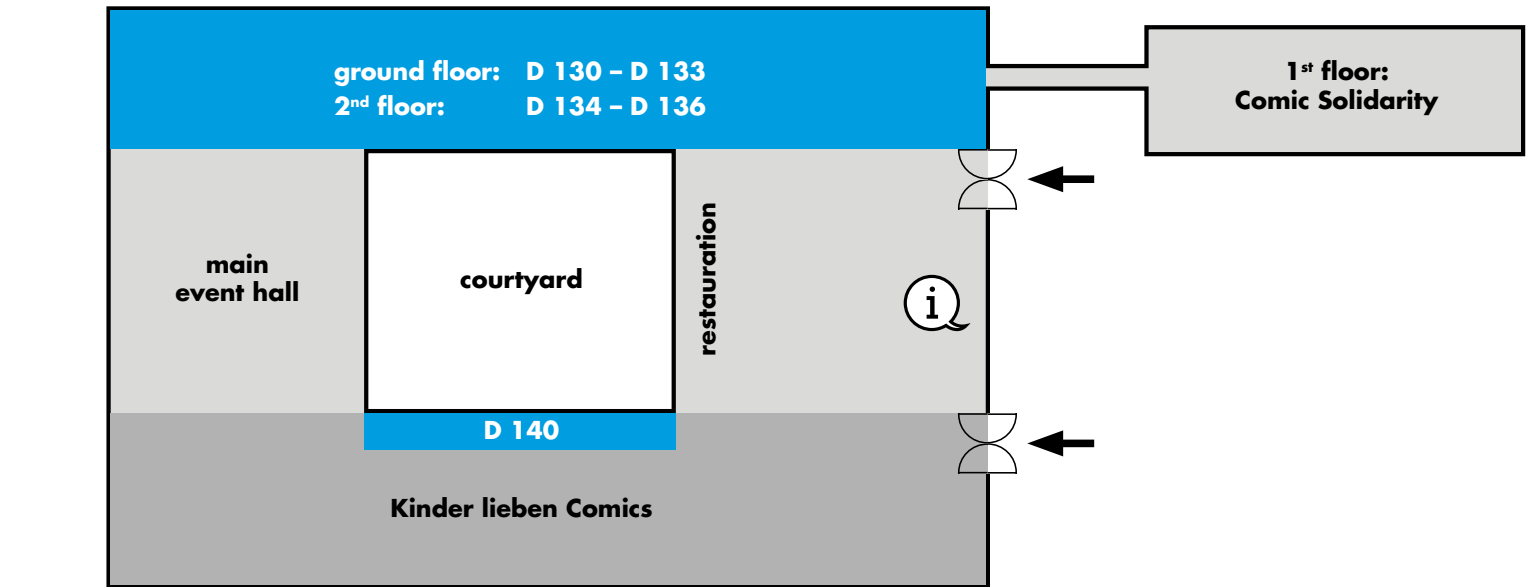 ground floor: D 130 – D 133
2nd floor: D 134 – D 136
1st floor:
Comic Solidarity
main
event hall
courtyard
restauration
i
D 140
Kinder lieben Comics